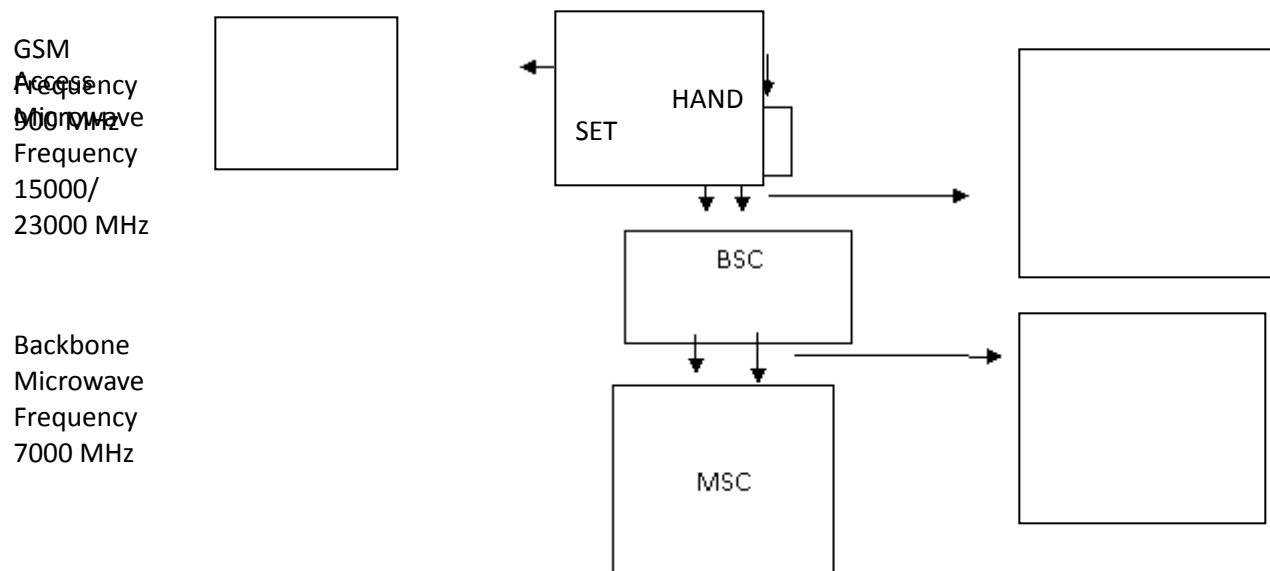 GSM
Frequency
900 MHz
Access
Microwave
Frequency
15000/
23000 MHz
HAND
SET
BSC
Backbone
Microwave
Frequency
7000 MHz
MSC